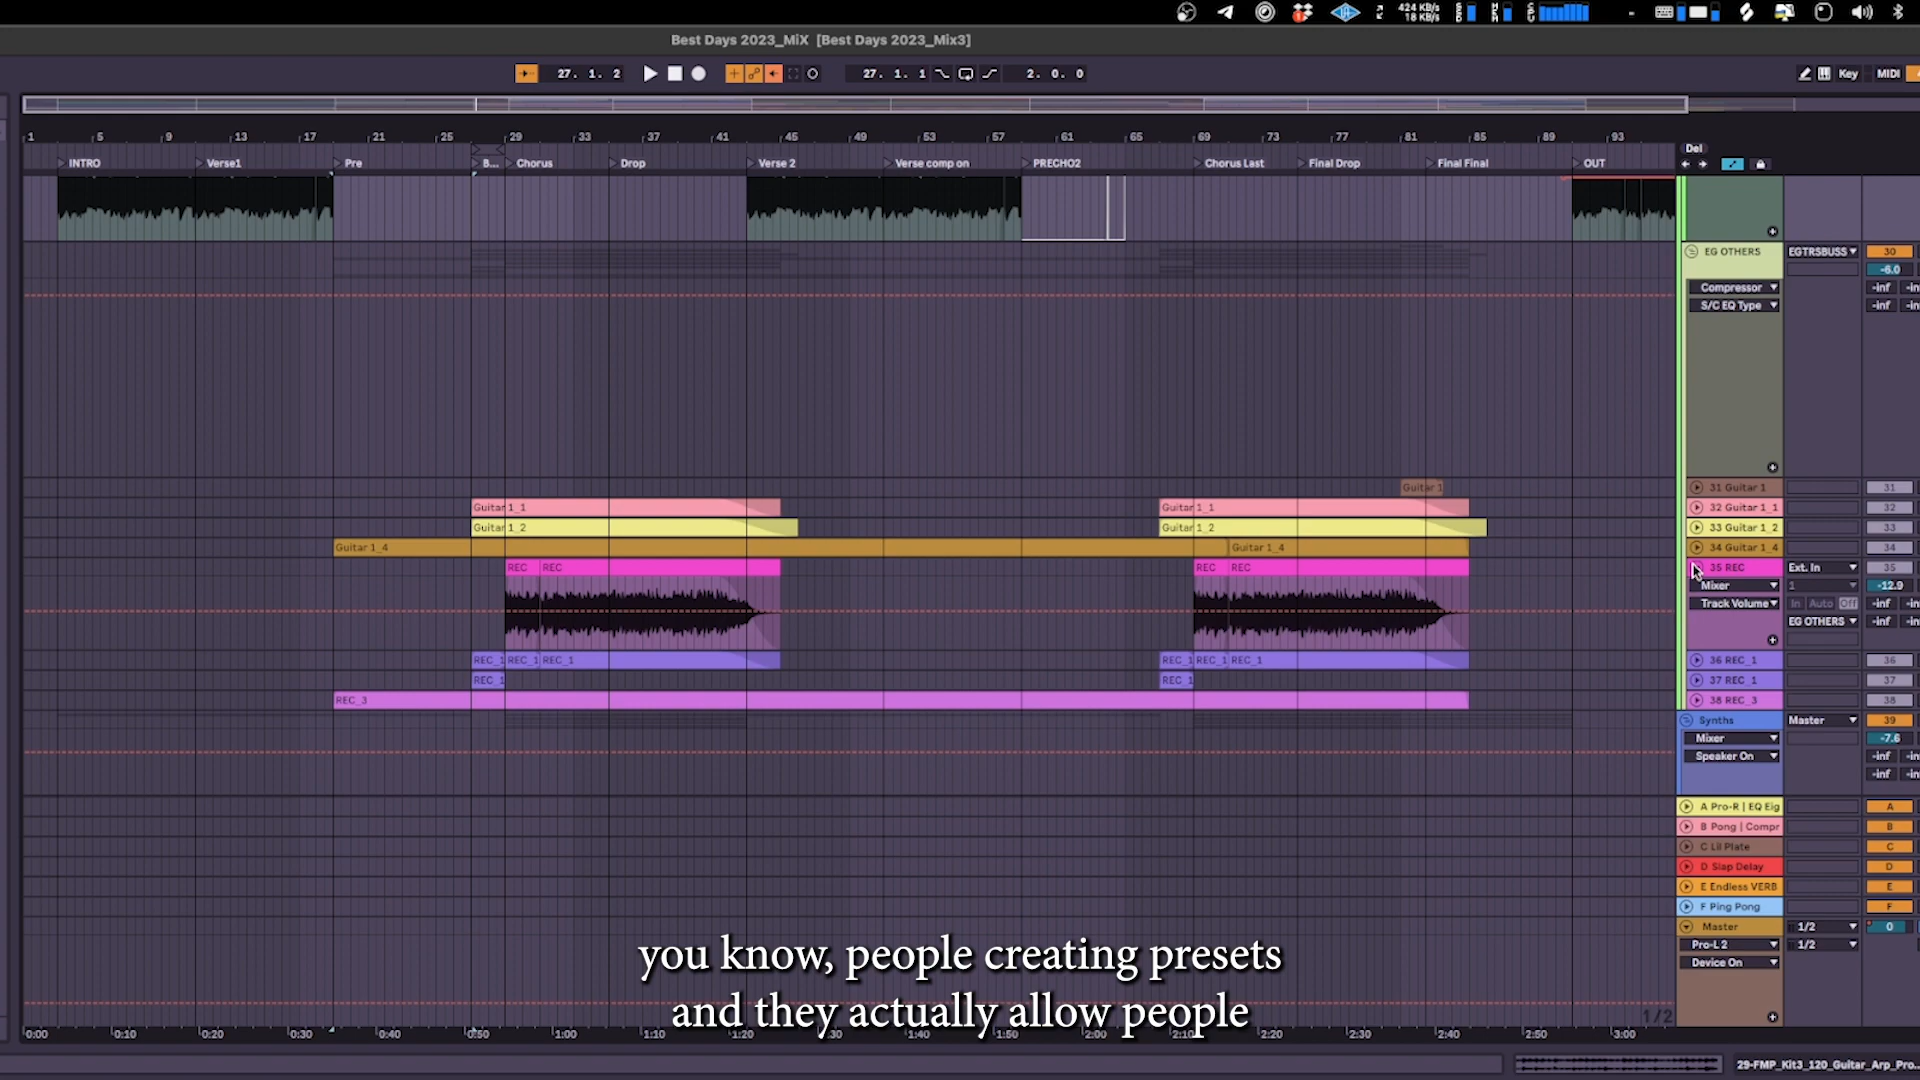 424 KB/s
18 KB/s
Best Days 2023_MiX [Best Days 2023_Mix3]
27. 1. 2
27. 1. 1
2. 0. 0
Key
MIDI
1 5 9 13 17 21 25 29 33 37 41 45 49 53 57 61 65 69 73 77 81 85 89 93
INTRO Verse1 Pre B... Chorus Drop Verse 2 Verse comp on PRECHO2 Chorus Last Final Drop Final Final OUT
Del
EG OTHERS EGTRSBUSS 30
-6.0
Compressor -inf
S/C EQ Type -inf
Guitar 1 31 Guitar 1 31
Guitar 1_1 Guitar 1_1 32 Guitar 1_1 32
Guitar 1_2 Guitar 1_2 33 Guitar 1_2 33
Guitar 1_4 Guitar 1_4 34 Guitar 1_4 34
REC REC REC REC 35 REC Ext. In 35
Mixer 1 -12.9
Track Volume In Auto Off -inf
EG OTHERS -inf
REC_1 REC_1 REC_1 REC_1 REC_1 REC_1 36 REC_1 36
REC_1 REC_1 37 REC_1 37
REC_3 38 REC_3 38
Synths Master 39
Mixer -7.6
Speaker On -inf
-inf
A Pro-R | EQ Eig A
B Pong | Compr B
C Lil Plate C
D Slap Delay D
E Endless VERB E
F Ping Pong F
Master 1/2 0
Pro-L 2 1/2
Device On
you know, people creating presets
and they actually allow people
1/2
0:00 0:10 0:20 0:30 0:40 0:50 1:00 1:10 1:20 1:30 1:40 1:50 2:00 2:10 2:20 2:30 2:40 2:50 3:00
29-FMP_Kit3_120_Guitar_Arp_Pro...